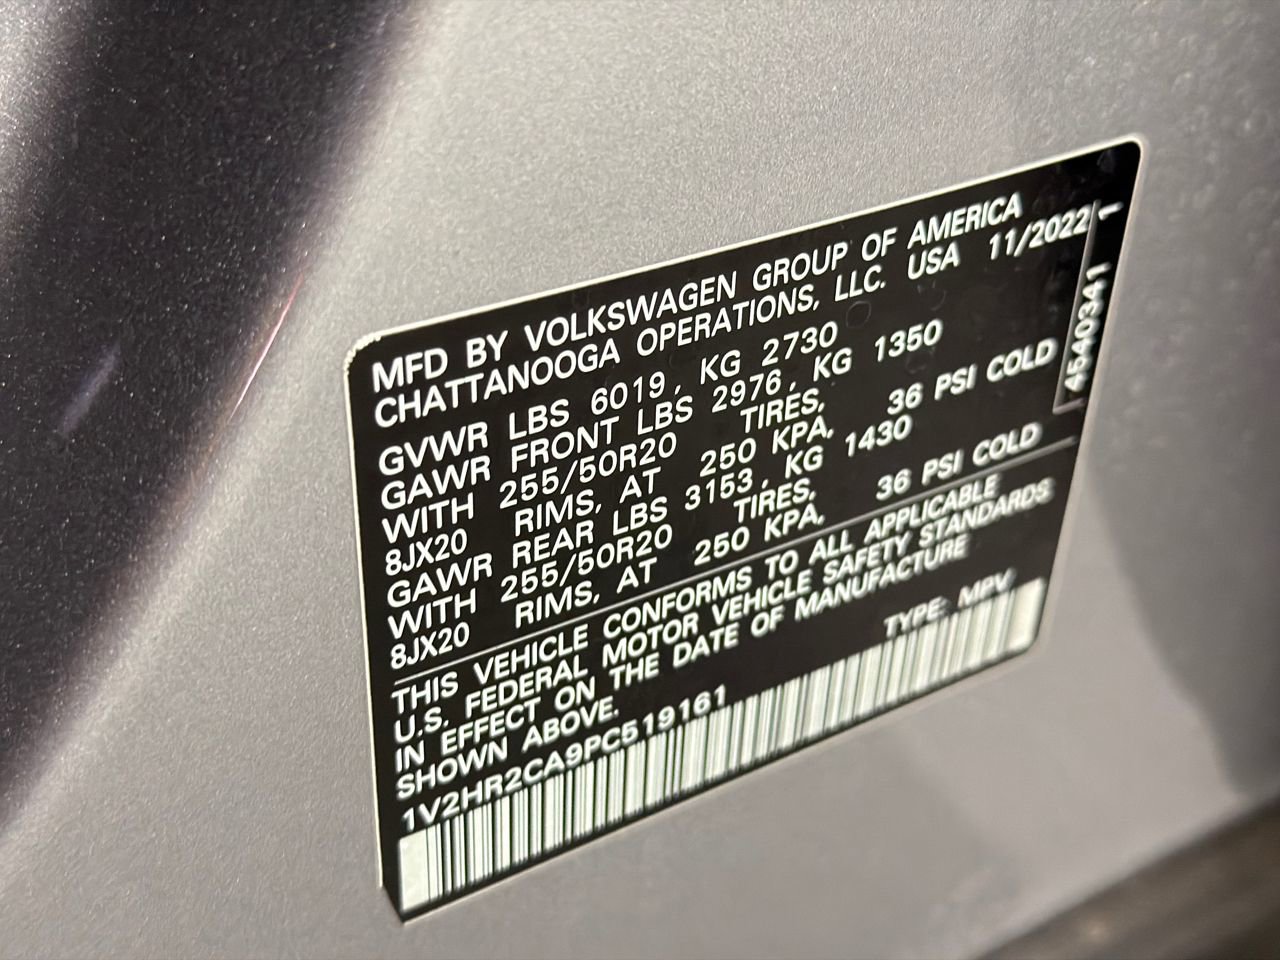 MFD BY VOLKSWAGEN GROUP OF AMERICA
CHATTANOOGA OPERATIONS, LLC. USA 11/2022
GVWR LBS 6019, KG 2730
GAWR FRONT LBS 2976, KG 1350
WITH 255/50R20 TIRES,
8JX20 RIMS, AT 250 KPA, 36 PSI COLD
GAWR REAR LBS 3153, KG 1430
WITH 255/50R20 TIRES,
8JX20 RIMS, AT 250 KPA, 36 PSI COLD
THIS VEHICLE CONFORMS TO ALL APPLICABLE
U.S. FEDERAL MOTOR VEHICLE SAFETY STANDARDS
IN EFFECT ON THE DATE OF MANUFACTURE
SHOWN ABOVE.
1V2HR2CA9PC519161 TYPE: MPV
4540341 1